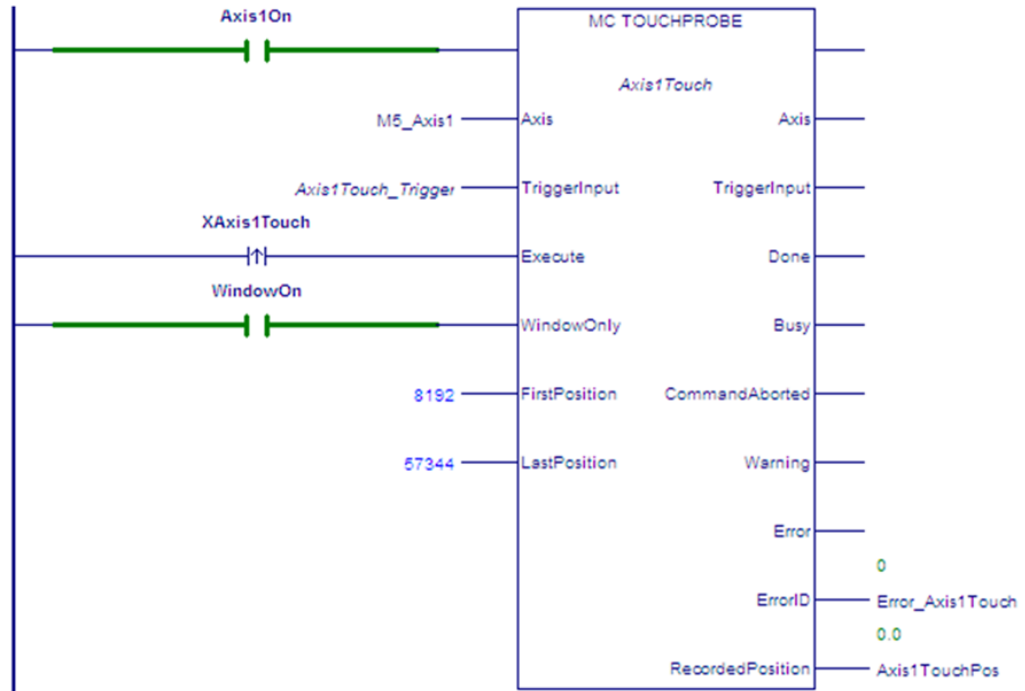 Axis1On
MC TOUCHPROBE
Axis1Touch
M5_Axis1 Axis Axis
Axis1Touch_Trigger TriggerInput TriggerInput
XAxis1Touch
Execute Done
WindowOn
WindowOnly Busy
8192 FirstPosition CommandAborted
57344 LastPosition Warning
Error
0
ErrorID Error_Axis1Touch
0.0
RecordedPosition Axis1TouchPos